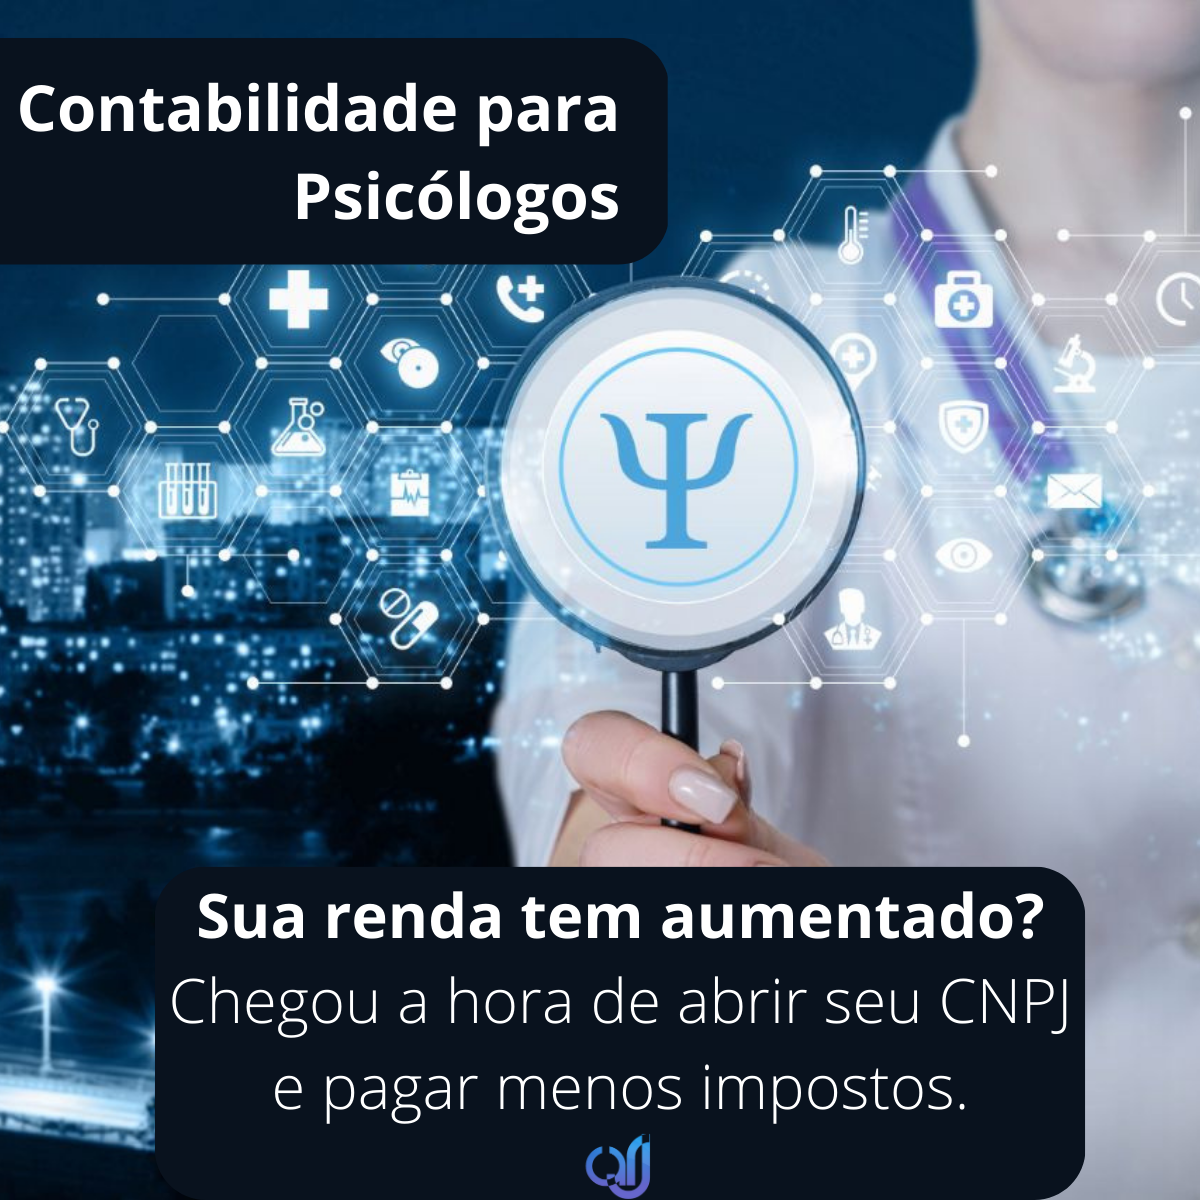 Contabilidade para
Psicólogos
Ψ
Sua renda tem aumentado?
Chegou a hora de abrir seu CNPJ
e pagar menos impostos.